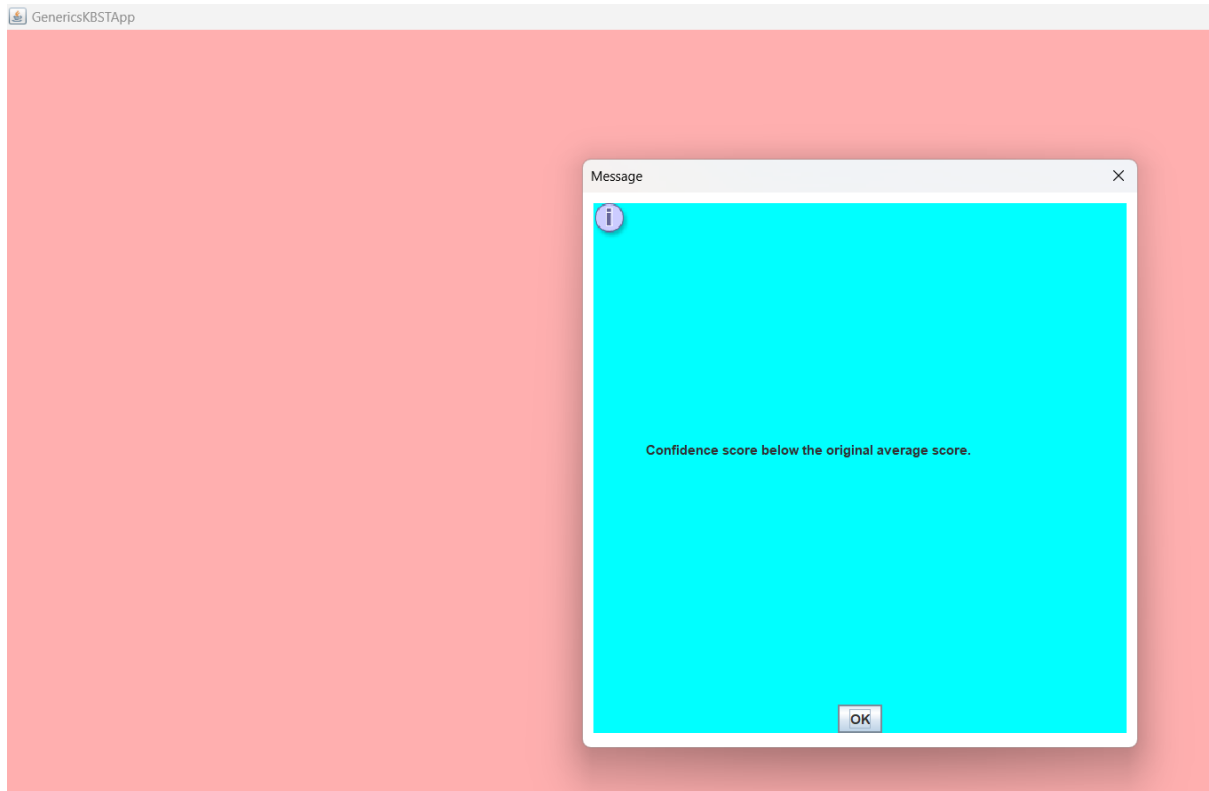 GenericsKBSTApp
Message
i
Confidence score below the original average score.
OK